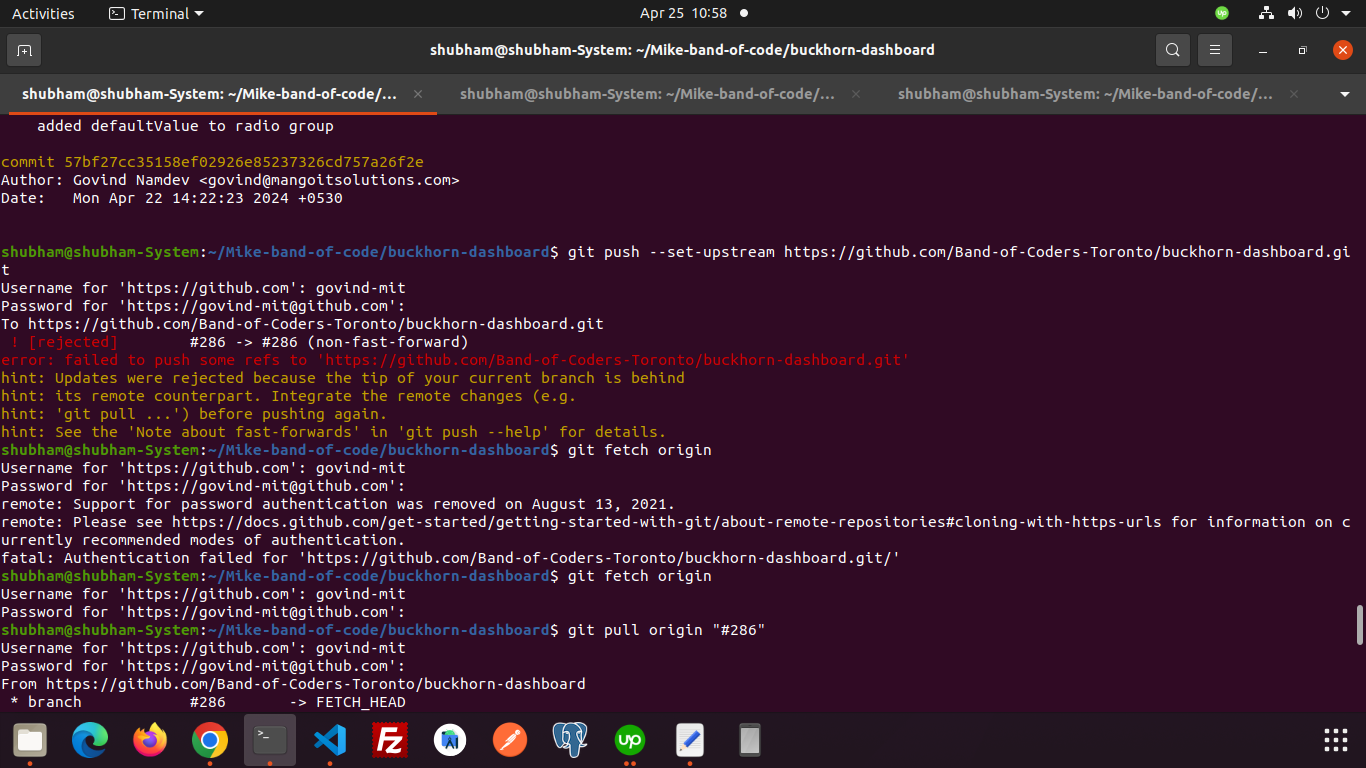 Activities
Terminal
Apr 25 10:58
shubham@shubham-System: ~/Mike-band-of-code/buckhorn-dashboard
shubham@shubham-System: ~/Mike-band-of-code/...
shubham@shubham-System: ~/Mike-band-of-code/...
shubham@shubham-System: ~/Mike-band-of-code/...
added defaultValue to radio group
commit 57bf27cc35158ef02926e85237326cd757a26f2e
Author: Govind Namdev <govind@mangoitsolutions.com>
Date:   Mon Apr 22 14:22:23 2024 +0530
shubham@shubham-System:~/Mike-band-of-code/buckhorn-dashboard$ git push --set-upstream https://github.com/Band-of-Coders-Toronto/buckhorn-dashboard.gi
t
Username for 'https://github.com': govind-mit
Password for 'https://govind-mit@github.com':
To https://github.com/Band-of-Coders-Toronto/buckhorn-dashboard.git
 ! [rejected]        #286 -> #286 (non-fast-forward)
error: failed to push some refs to 'https://github.com/Band-of-Coders-Toronto/buckhorn-dashboard.git'
hint: Updates were rejected because the tip of your current branch is behind
hint: its remote counterpart. Integrate the remote changes (e.g.
hint: 'git pull ...') before pushing again.
hint: See the 'Note about fast-forwards' in 'git push --help' for details.
shubham@shubham-System:~/Mike-band-of-code/buckhorn-dashboard$ git fetch origin
Username for 'https://github.com': govind-mit
Password for 'https://govind-mit@github.com':
remote: Support for password authentication was removed on August 13, 2021.
remote: Please see https://docs.github.com/get-started/getting-started-with-git/about-remote-repositories#cloning-with-https-urls for information on c
urrently recommended modes of authentication.
fatal: Authentication failed for 'https://github.com/Band-of-Coders-Toronto/buckhorn-dashboard.git/'
shubham@shubham-System:~/Mike-band-of-code/buckhorn-dashboard$ git fetch origin
Username for 'https://github.com': govind-mit
Password for 'https://govind-mit@github.com':
shubham@shubham-System:~/Mike-band-of-code/buckhorn-dashboard$ git pull origin "#286"
Username for 'https://github.com': govind-mit
Password for 'https://govind-mit@github.com':
From https://github.com/Band-of-Coders-Toronto/buckhorn-dashboard
 * branch            #286       -> FETCH_HEAD